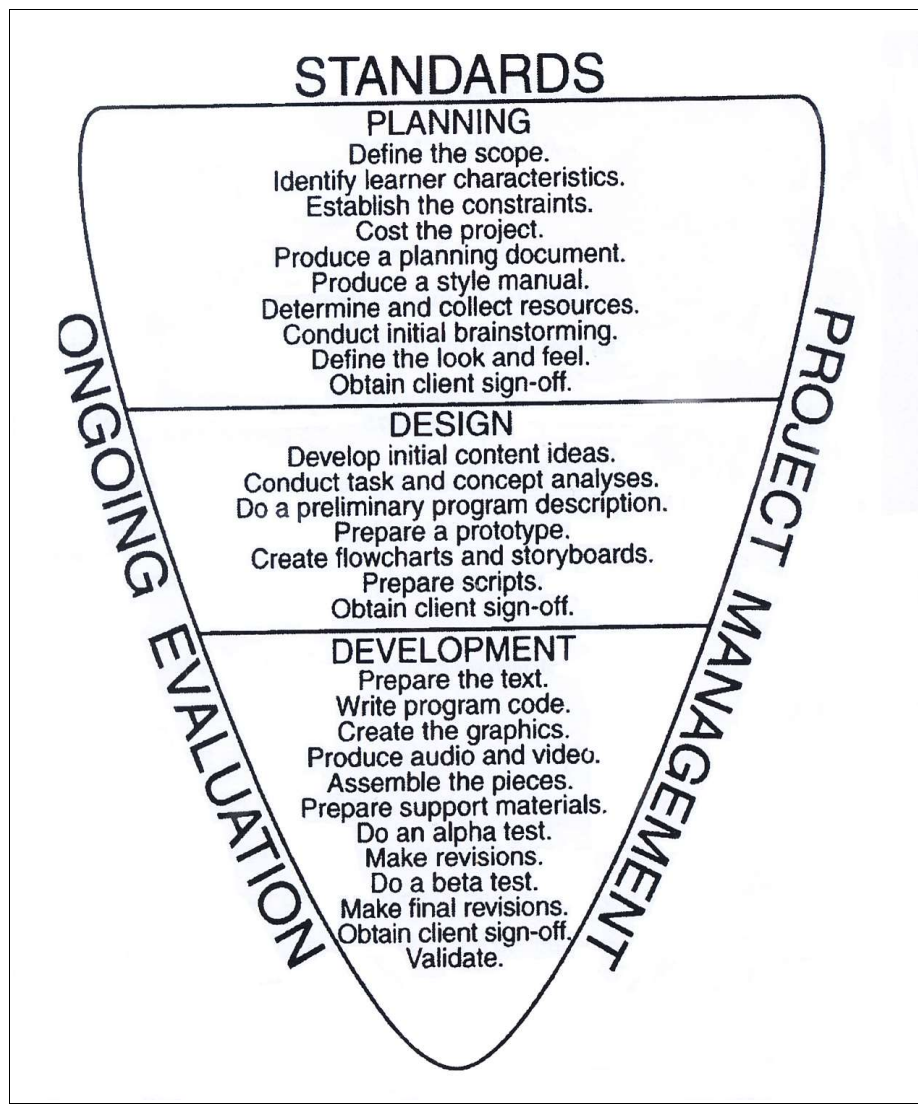 STANDARDS
PLANNING
Define the scope.
Identify learner characteristics.
Establish the constraints.
Cost the project.
Produce a planning document.
Produce a style manual.
Determine and collect resources.
Conduct initial brainstorming.
Define the look and feel.
Obtain client sign-off.
DESIGN
Develop initial content ideas.
Conduct task and concept analyses.
Do a preliminary program description.
Prepare a prototype.
Create flowcharts and storyboards.
Prepare scripts.
Obtain client sign-off.
DEVELOPMENT
Prepare the text.
Write program code.
Create the graphics.
Produce audio and video.
Assemble the pieces.
Prepare support materials.
Do an alpha test.
Make revisions.
Do a beta test.
Make final revisions.
Obtain client sign-off.
Validate.
ONGOING EVALUATION
PROJECT MANAGEMENT